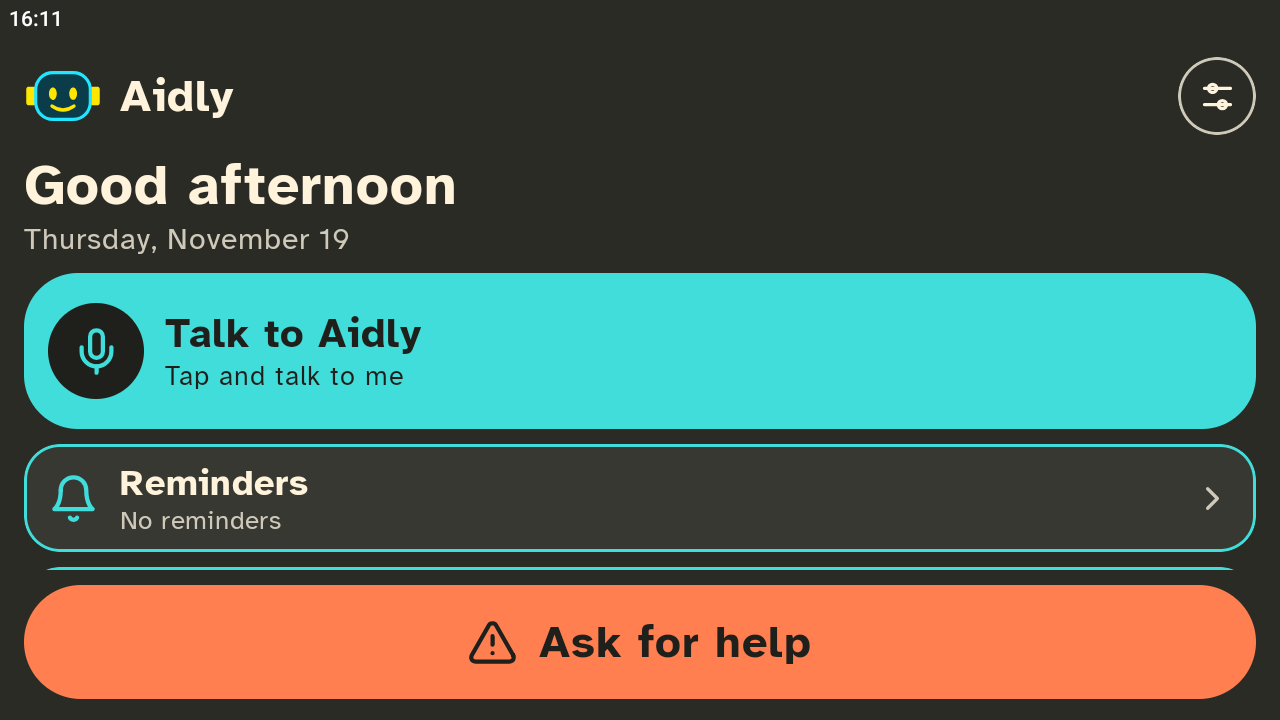 16:11
Aidly
Good afternoon
Thursday, November 19
Talk to Aidly
Tap and talk to me
Reminders
No reminders
Ask for help